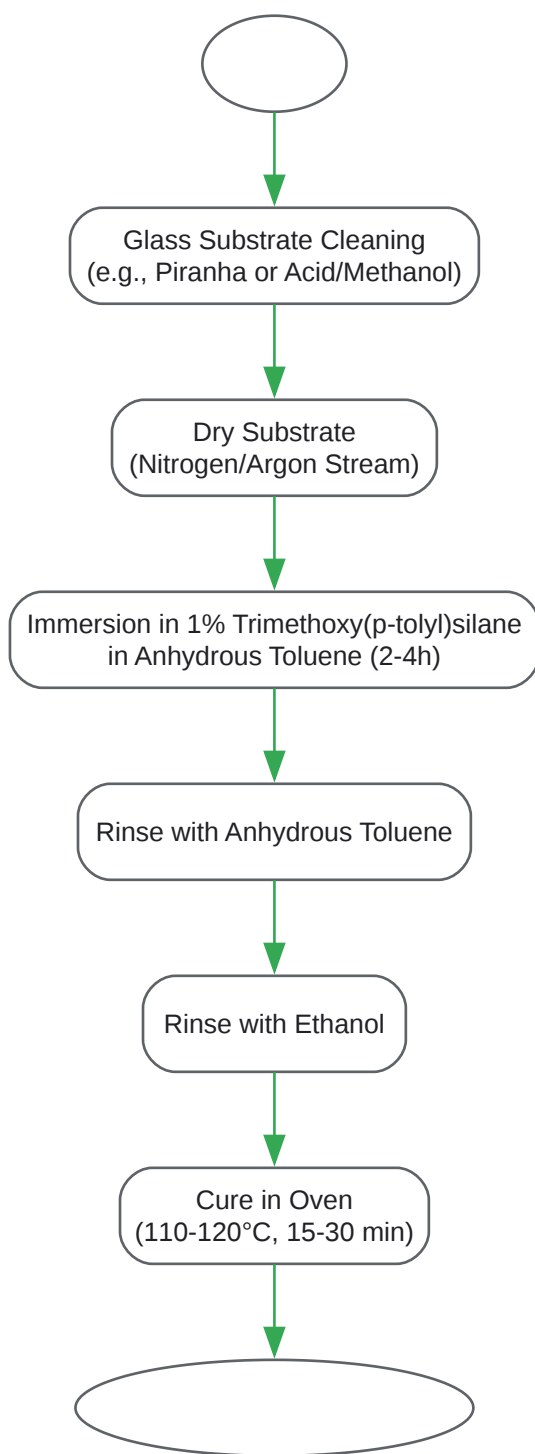 Glass Substrate Cleaning
(e.g., Piranha or Acid/Methanol)
Dry Substrate
(Nitrogen/Argon Stream)
Immersion in 1% Trimethoxy(p-tolyl)silane
in Anhydrous Toluene (2-4h)
Rinse with Anhydrous Toluene
Rinse with Ethanol
Cure in Oven
(110-120°C, 15-30 min)